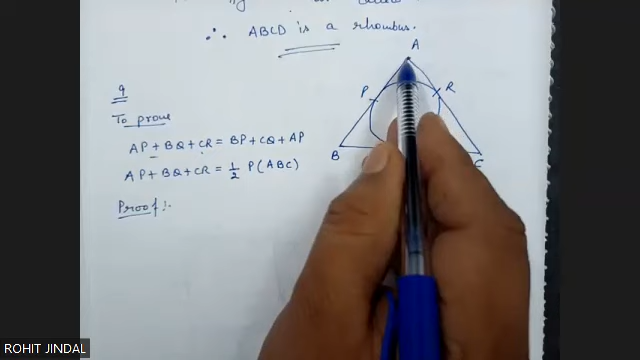 ∴ ABCD is a rhombus.
A
9
P R
To prove
AP + BQ + CR = BP + CQ + AP
B C
AP + BQ + CR = 1/2 P(ABC)
Proof :-
ROHIT JINDAL